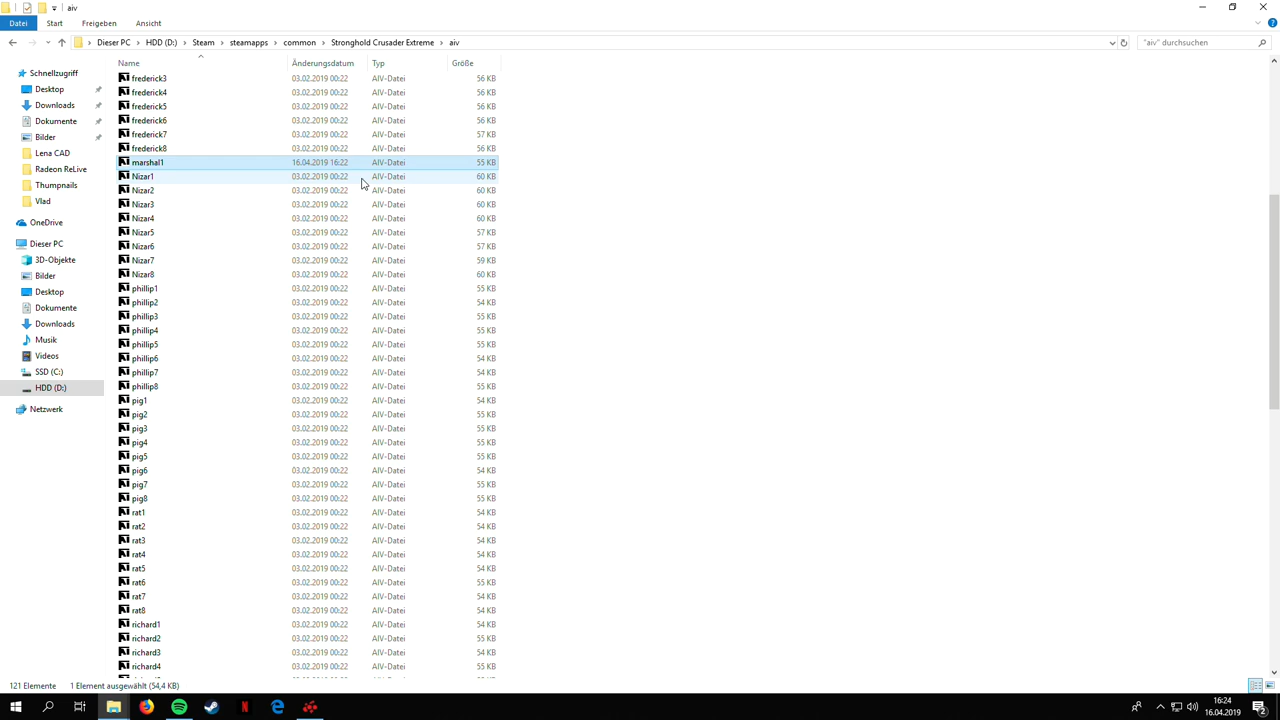 aiv
Datei Start Freigeben Ansicht
Dieser PC HDD (D:) Steam steamapps common Stronghold Crusader Extreme aiv
"aiv" durchsuchen
Name Änderungsdatum Typ Größe
Schnellzugriff
Desktop
Downloads
Dokumente
Bilder
Lena CAD
Radeon ReLive
Thumpnails
Vlad
OneDrive
Dieser PC
3D-Objekte
Bilder
Desktop
Dokumente
Downloads
Musik
Videos
SSD (C:)
HDD (D:)
Netzwerk
frederick3 03.02.2019 00:22 AIV-Datei 56 KB
frederick4 03.02.2019 00:22 AIV-Datei 56 KB
frederick5 03.02.2019 00:22 AIV-Datei 56 KB
frederick6 03.02.2019 00:22 AIV-Datei 56 KB
frederick7 03.02.2019 00:22 AIV-Datei 57 KB
frederick8 03.02.2019 00:22 AIV-Datei 56 KB
marshal1 16.04.2019 16:22 AIV-Datei 55 KB
Nizar1 03.02.2019 00:22 AIV-Datei 60 KB
Nizar2 03.02.2019 00:22 AIV-Datei 60 KB
Nizar3 03.02.2019 00:22 AIV-Datei 60 KB
Nizar4 03.02.2019 00:22 AIV-Datei 60 KB
Nizar5 03.02.2019 00:22 AIV-Datei 57 KB
Nizar6 03.02.2019 00:22 AIV-Datei 57 KB
Nizar7 03.02.2019 00:22 AIV-Datei 59 KB
Nizar8 03.02.2019 00:22 AIV-Datei 60 KB
phillip1 03.02.2019 00:22 AIV-Datei 55 KB
phillip2 03.02.2019 00:22 AIV-Datei 54 KB
phillip3 03.02.2019 00:22 AIV-Datei 55 KB
phillip4 03.02.2019 00:22 AIV-Datei 55 KB
phillip5 03.02.2019 00:22 AIV-Datei 55 KB
phillip6 03.02.2019 00:22 AIV-Datei 54 KB
phillip7 03.02.2019 00:22 AIV-Datei 54 KB
phillip8 03.02.2019 00:22 AIV-Datei 55 KB
pig1 03.02.2019 00:22 AIV-Datei 54 KB
pig2 03.02.2019 00:22 AIV-Datei 55 KB
pig3 03.02.2019 00:22 AIV-Datei 54 KB
pig4 03.02.2019 00:22 AIV-Datei 55 KB
pig5 03.02.2019 00:22 AIV-Datei 55 KB
pig6 03.02.2019 00:22 AIV-Datei 54 KB
pig7 03.02.2019 00:22 AIV-Datei 55 KB
pig8 03.02.2019 00:22 AIV-Datei 55 KB
rat1 03.02.2019 00:22 AIV-Datei 54 KB
rat2 03.02.2019 00:22 AIV-Datei 54 KB
rat3 03.02.2019 00:22 AIV-Datei 54 KB
rat4 03.02.2019 00:22 AIV-Datei 54 KB
rat5 03.02.2019 00:22 AIV-Datei 54 KB
rat6 03.02.2019 00:22 AIV-Datei 55 KB
rat7 03.02.2019 00:22 AIV-Datei 54 KB
rat8 03.02.2019 00:22 AIV-Datei 54 KB
richard1 03.02.2019 00:22 AIV-Datei 54 KB
richard2 03.02.2019 00:22 AIV-Datei 55 KB
richard3 03.02.2019 00:22 AIV-Datei 55 KB
richard4 03.02.2019 00:22 AIV-Datei 55 KB
121 Elemente 1 Element ausgewählt (54,4 KB)
16:24
16.04.2019
2